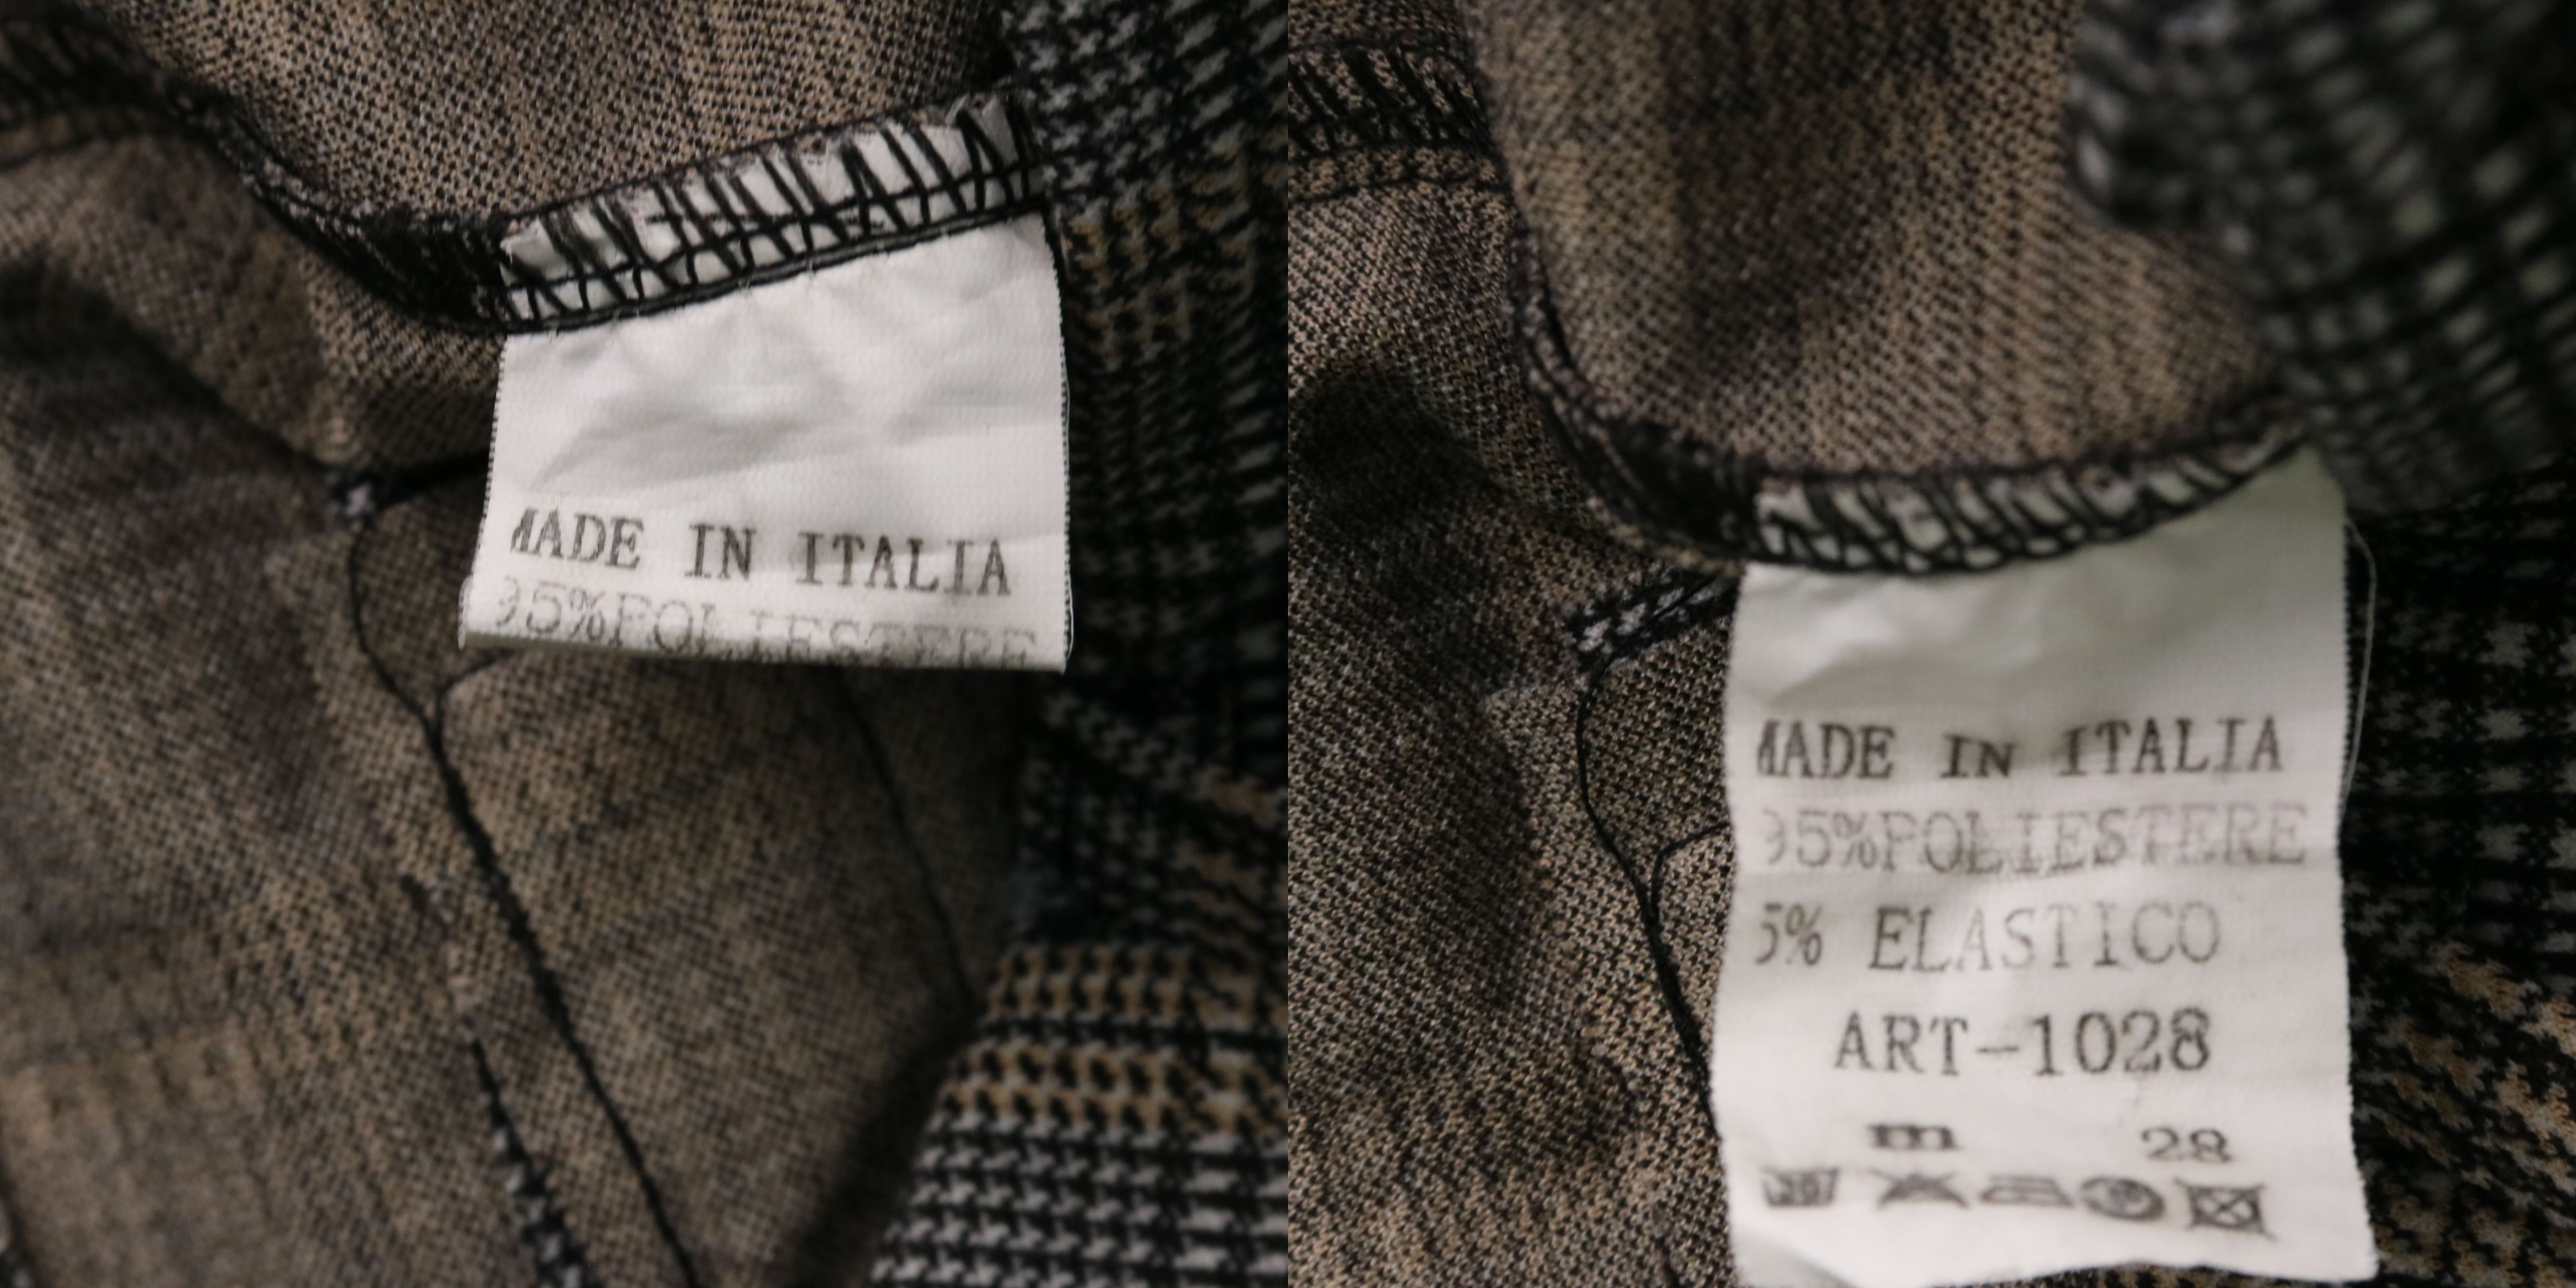 MADE IN ITALIA
95%POLIESTERE
MADE IN ITALIA
95%POLIESTERE
5% ELASTICO
ART-1028
m 28